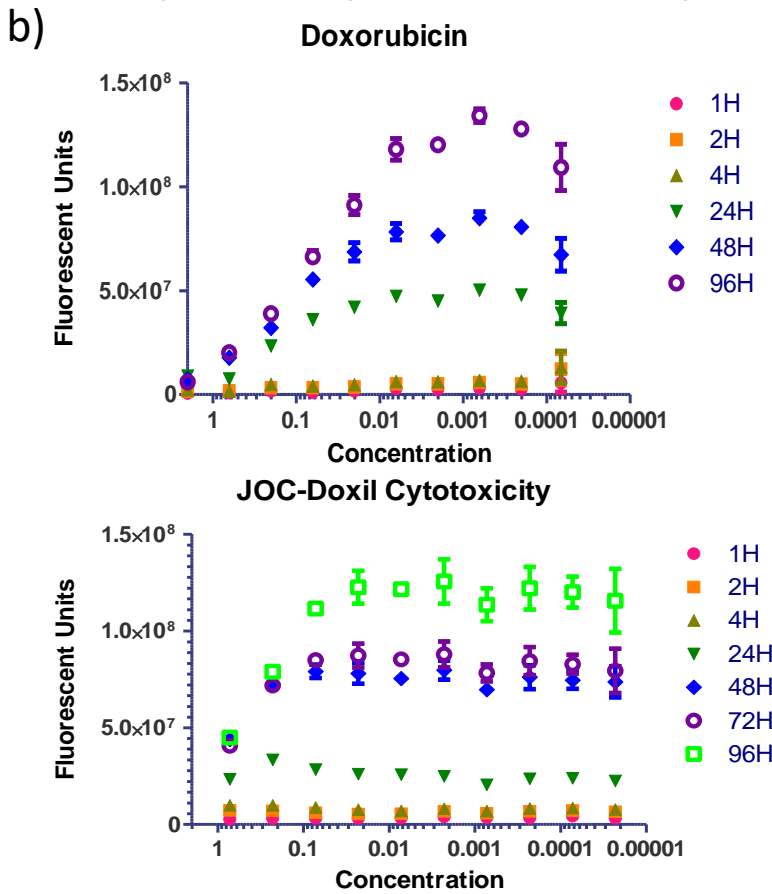 b)
Doxorubicin
1.5×10⁸
1.0×10⁸
5.0×10⁷
0
Fluorescent Units
1
0.1
0.01
0.001
0.0001
0.00001
Concentration
1H
2H
4H
24H
48H
96H
JOC-Doxil Cytotoxicity
1.5×10⁸
1.0×10⁸
5.0×10⁷
0
Fluorescent Units
1
0.1
0.01
0.001
0.0001
0.00001
Concentration
1H
2H
4H
24H
48H
72H
96H